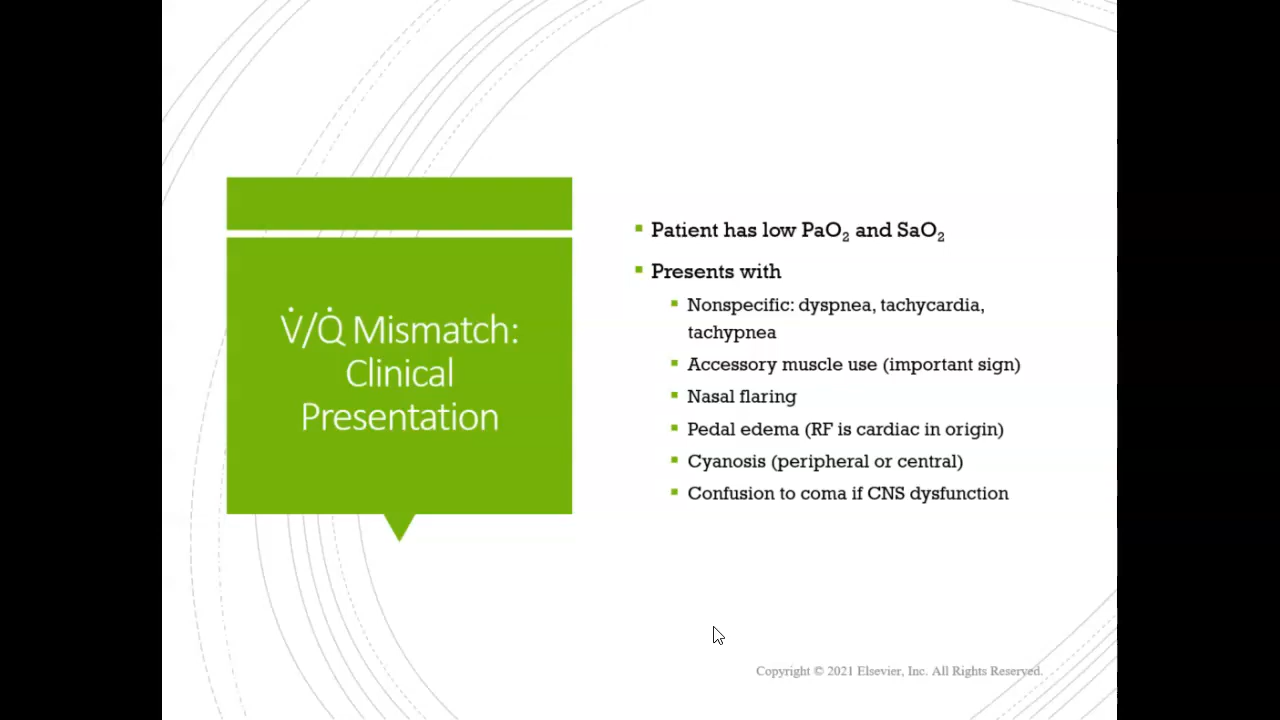 V̇/Q̇ Mismatch:
Clinical
Presentation
Patient has low PaO₂ and SaO₂
Presents with
Nonspecific: dyspnea, tachycardia,
tachypnea
Accessory muscle use (important sign)
Nasal flaring
Pedal edema (RF is cardiac in origin)
Cyanosis (peripheral or central)
Confusion to coma if CNS dysfunction
Copyright © 2021 Elsevier, Inc. All Rights Reserved.